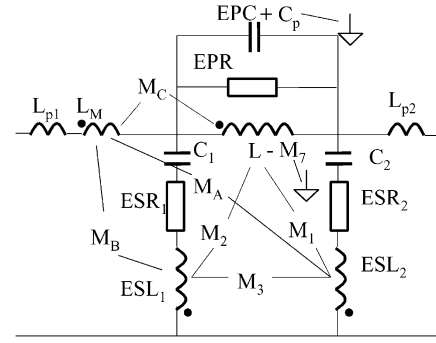 EPC + Cp
EPR
Lp1 LM MC Lp2
C1 L - M7 C2
ESR1 MA ESR2
MB M2 M1
ESL1 M3 ESL2